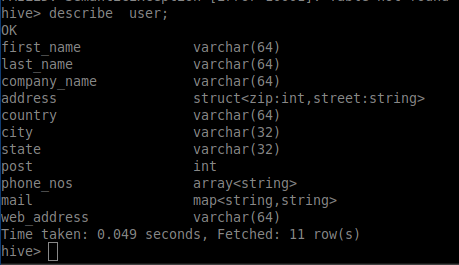 hive> describe  user;
OK
first_name              varchar(64)
last_name               varchar(64)
company_name            varchar(64)
address                 struct<zip:int,street:string>
country                 varchar(64)
city                    varchar(32)
state                   varchar(32)
post                    int
phone_nos               array<string>
mail                    map<string,string>
web_address             varchar(64)
Time taken: 0.049 seconds, Fetched: 11 row(s)
hive>